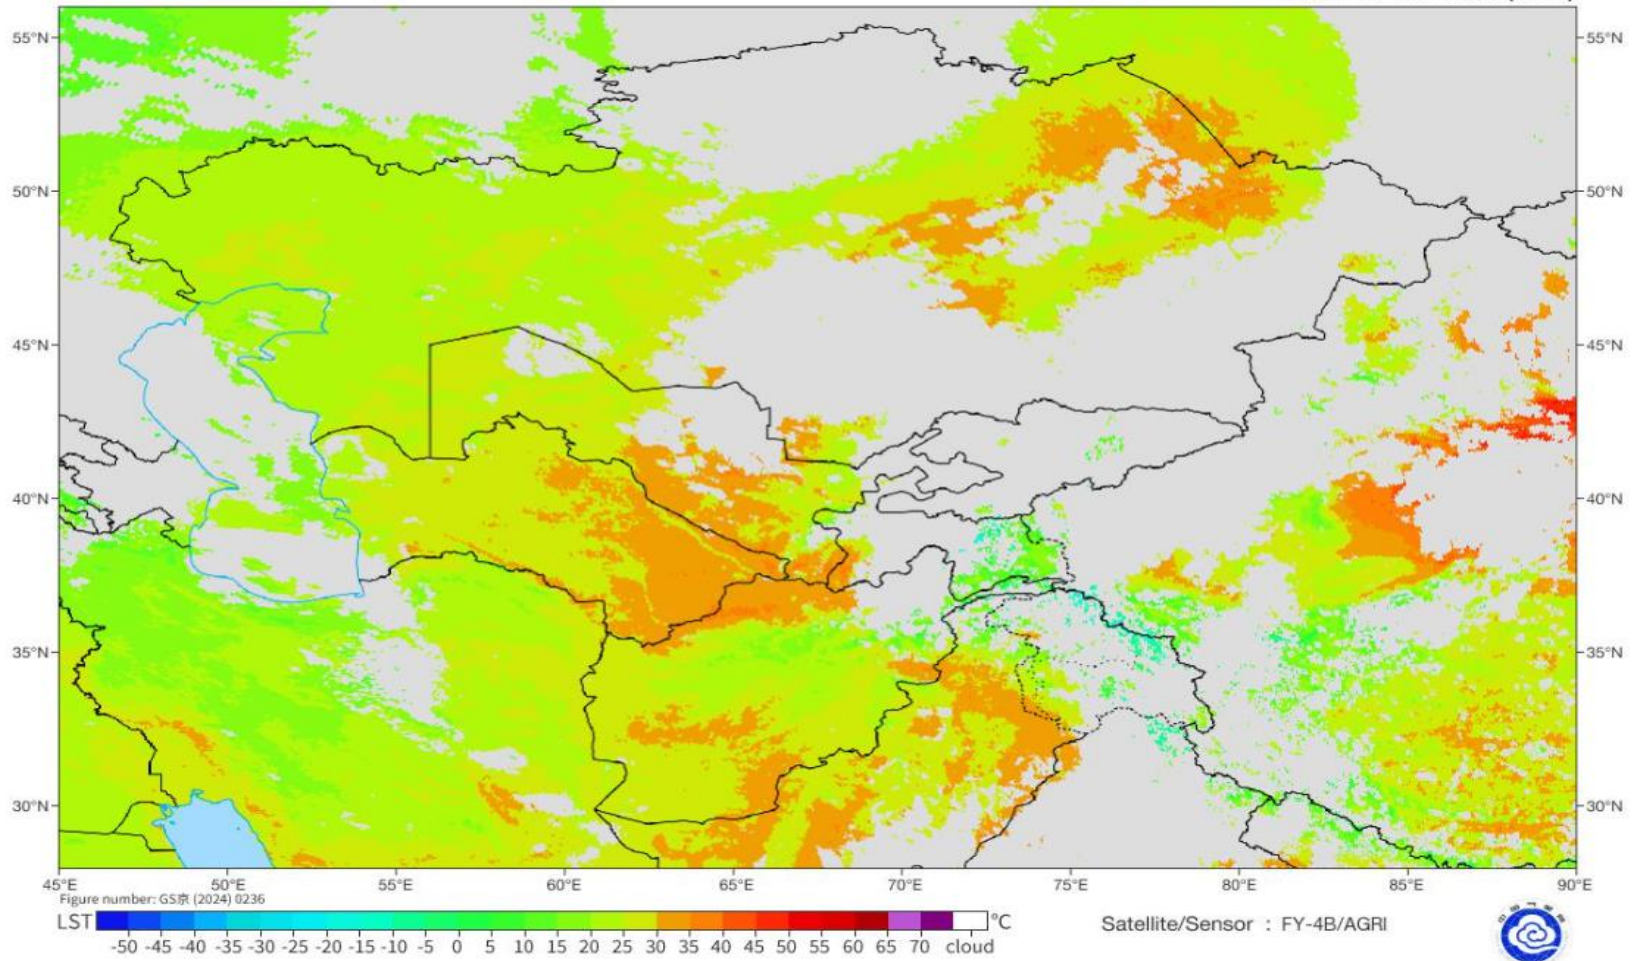 55°N 55°N
50°N 50°N
45°N 45°N
40°N 40°N
35°N 35°N
30°N 30°N
45°E 50°E 55°E 60°E 65°E 70°E 75°E 80°E 85°E 90°E
Figure number: GS京 (2024) 0236
LST °C Satellite/Sensor : FY-4B/AGRI
-50 -45 -40 -35 -30 -25 -20 -15 -10 -5 0 5 10 15 20 25 30 35 40 45 50 55 60 65 70 cloud